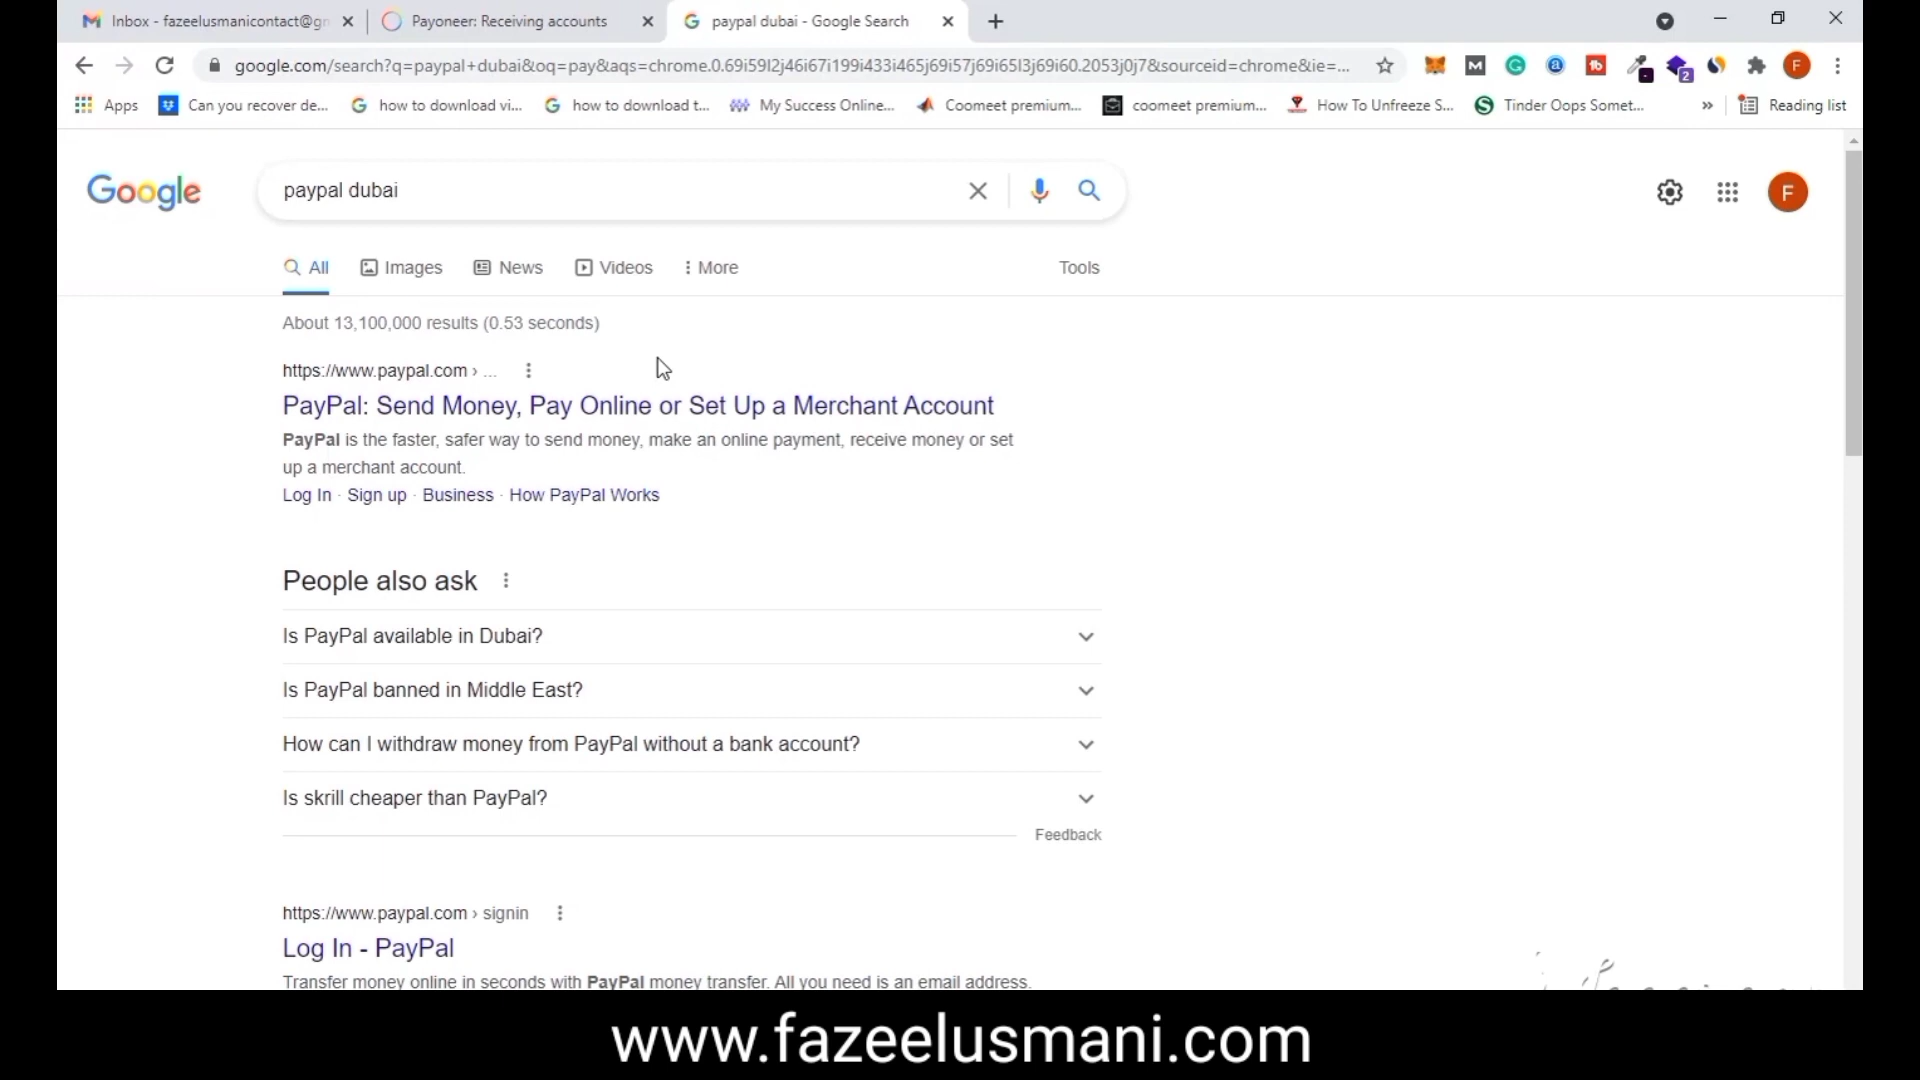 Inbox - fazeelusmanicontact@g
Payoneer: Receiving accounts
paypal dubai - Google Search
google.com/search?q=paypal+dubai&oq=pay&aqs=chrome.0.69i59l2j46i67i199i433i465j69i57j69i65l3j69i60.2053j0j7&sourceid=chrome&ie=...
Apps
Can you recover de...
how to download vi...
how to download t...
My Success Online...
Coomeet premium...
coomeet premium...
How To Unfreeze S...
Tinder Oops Somet...
»
Reading list
Google
paypal dubai
F
All
Images
News
Videos
More
Tools
About 13,100,000 results (0.53 seconds)
https://www.paypal.com › ...
PayPal: Send Money, Pay Online or Set Up a Merchant Account
PayPal is the faster, safer way to send money, make an online payment, receive money or set
up a merchant account.
Log In · Sign up · Business · How PayPal Works
People also ask
Is PayPal available in Dubai?
Is PayPal banned in Middle East?
How can I withdraw money from PayPal without a bank account?
Is skrill cheaper than PayPal?
Feedback
https://www.paypal.com › signin
Log In - PayPal
Transfer money online in seconds with PayPal money transfer. All you need is an email address.
www.fazeelusmani.com